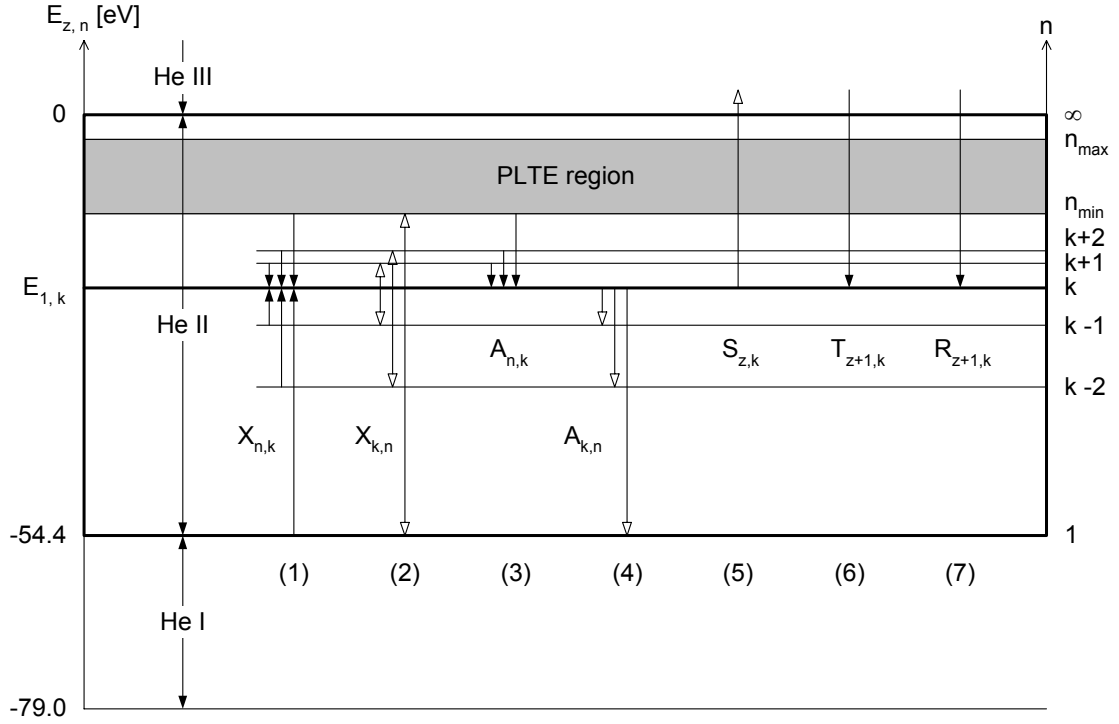 E_{z, n} [eV]
n
He III
0
∞
n_{max}
PLTE region
n_{min}
k+2
k+1
E_{1, k}
k
He II
k -1
A_{n,k}
S_{z,k}
T_{z+1,k}
R_{z+1,k}
k -2
X_{n,k}
X_{k,n}
A_{k,n}
-54.4
1
(1)
(2)
(3)
(4)
(5)
(6)
(7)
He I
-79.0